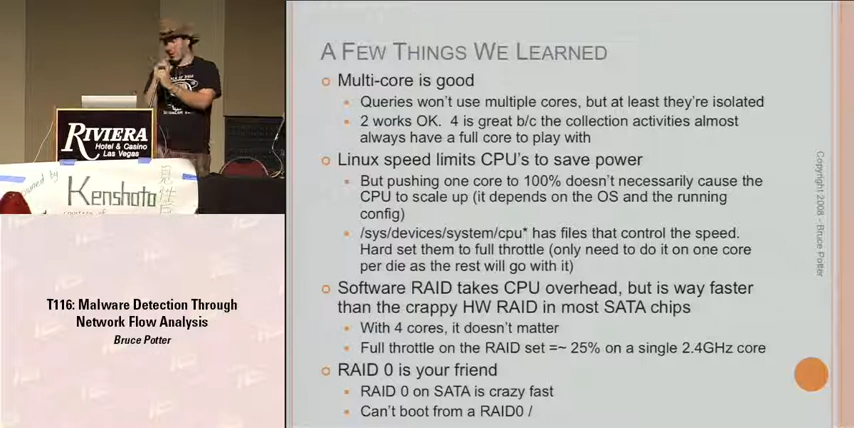 RIVIERA
Hotel & Casino
Las Vegas
Kenshoto
T116: Malware Detection Through
Network Flow Analysis
Bruce Potter
A FEW THINGS WE LEARNED
Multi-core is good
Queries won't use multiple cores, but at least they're isolated
2 works OK.  4 is great b/c the collection activities almost
always have a full core to play with
Linux speed limits CPU's to save power
But pushing one core to 100% doesn't necessarily cause the
CPU to scale up (it depends on the OS and the running
config)
/sys/devices/system/cpu* has files that control the speed.
Hard set them to full throttle (only need to do it on one core
per die as the rest will go with it)
Software RAID takes CPU overhead, but is way faster
than the crappy HW RAID in most SATA chips
With 4 cores, it doesn't matter
Full throttle on the RAID set =~ 25% on a single 2.4GHz core
RAID 0 is your friend
RAID 0 on SATA is crazy fast
Can't boot from a RAID0 /
Copyright 2008 - Bruce Potter